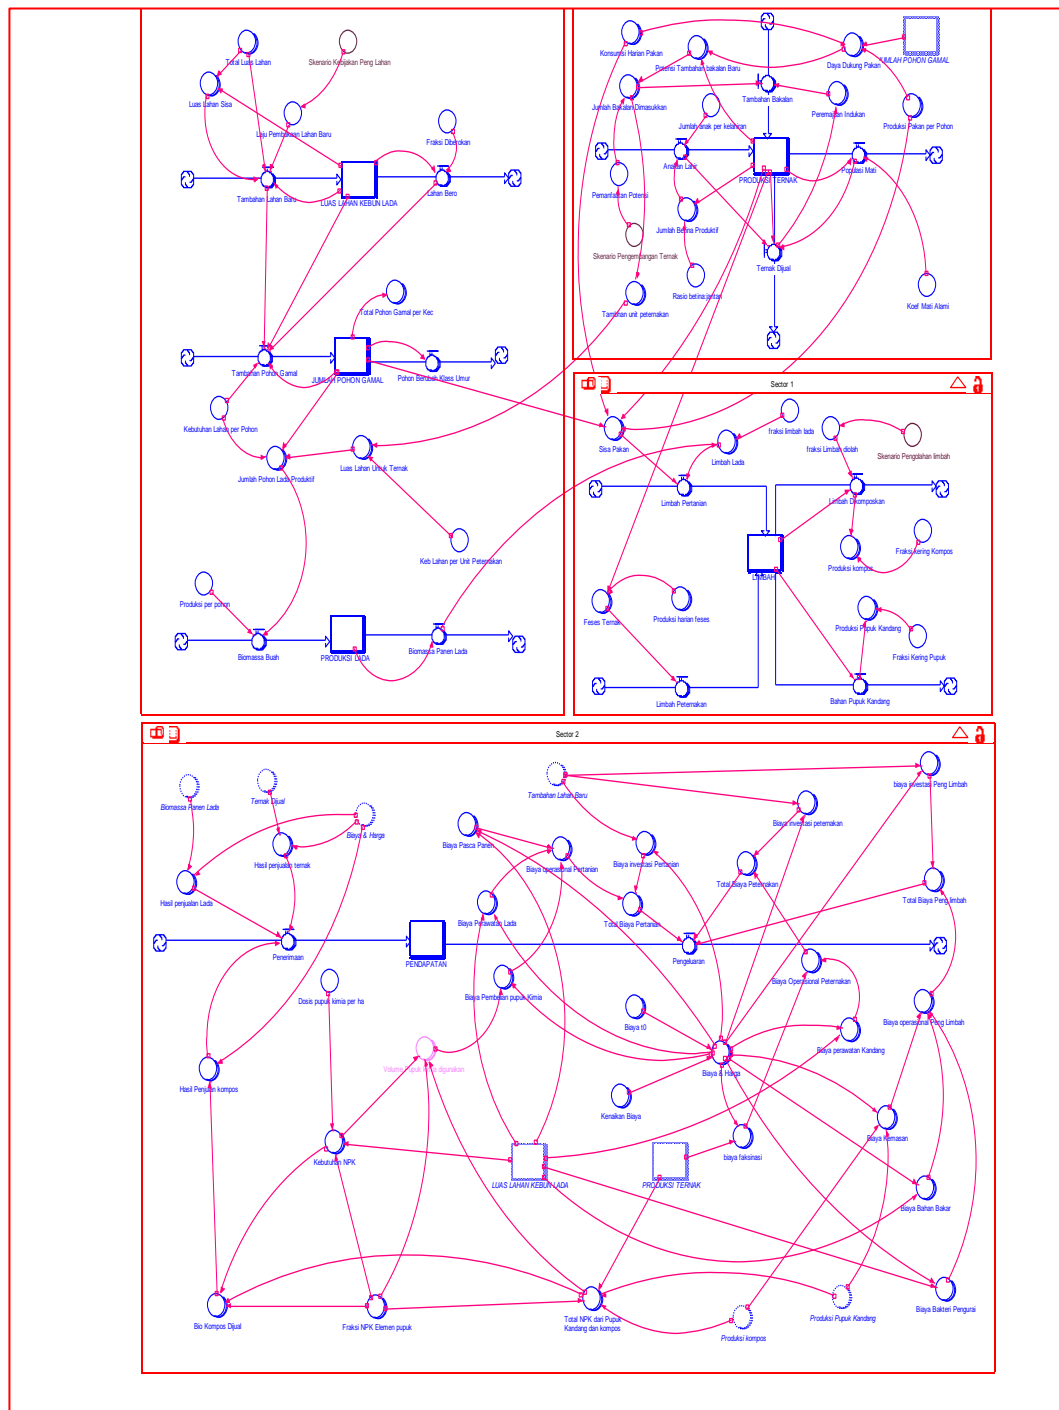 Total Luas Lahan
Skenario Kebijakan Peng Lahan
Luas Lahan Sisa
Laju Pembukaan Lahan Baru
Fraksi Diberokan
Tambahan Lahan Baru
LUAS LAHAN KEBUN LADA
Lahan Bero
Total Pohon Gamal per Kec
Tambahan Pohon Gamal
JUMLAH POHON GAMAL
Pohon Berubah Klass Umur
Kebutuhan Lahan per Pohon
Jumlah Pohon Lada Produktif
Luas Lahan Untuk Ternak
Keb Lahan per Unit Peternakan
Produksi per pohon
Biomassa Buah
PRODUKSI LADA
Biomassa Panen Lada
Konsumsi Harian Pakan
Potensi Tambahan bakalan Baru
Daya Dukung Pakan
JUMLAH POHON GAMAL
Jumlah Bakalan Dimasukkan
Tambahan Bakalan
Peremajaan Indukan
Produksi Pakan per Pohon
Jumlah anak per kelahiran
Anakan Lahir
PRODUKSI TERNAK
Populasi Mati
Pemanfaatan Potensi
Jumlah Betina Produktif
Skenario Pengembangan Ternak
Ternak Dijual
Rasio betina:jantan
Koef Mati Alami
Tambahan unit peternakan
Sector 1
Sisa Pakan
Limbah Lada
fraksi limbah lada
fraksi Limbah diolah
Skenario Pengolahan limbah
Limbah Pertanian
Limbah Dikomposkan
LIMBAH
Produksi kompos
Fraksi kering Kompos
Feses Ternak
Produksi harian feses
Produksi Pupuk Kandang
Fraksi Kering Pupuk
Limbah Peternakan
Bahan Pupuk Kandang
Sector 2
Biomassa Panen Lada
Ternak Dijual
Biaya & Harga
Tambahan Lahan Baru
biaya investasi Peng Limbah
Biaya investasi peternakan
Biaya Pasca Panen
Biaya operasional Pertanian
Biaya investasi Pertanian
Hasil penjualan ternak
Hasil penjualan Lada
Total Biaya Peternakan
Total Biaya Peng limbah
Biaya Perawatan Lada
Total Biaya Pertanian
Penerimaan
PENDAPATAN
Pengeluaran
Dosis pupuk kimia per ha
Biaya Pembelian pupuk Kimia
Biaya Operasional Peternakan
Biaya t0
Biaya operasional Peng Limbah
Biaya perawatan Kandang
Volume Pupuk Kimia digunakan
Hasil Penjualn kompos
Biaya & Harga
Kenaikan Biaya
Biaya Kemasan
Kebutuhan NPK
biaya faksinasi
LUAS LAHAN KEBUN LADA
PRODUKSI TERNAK
Biaya Bahan Bakar
Bio Kompos Dijual
Fraksi NPK Elemen pupuk
Total NPK dari Pupuk
Kandang dan kompos
Produksi kompos
Produksi Pupuk Kandang
Biaya Bakteri Pengurai